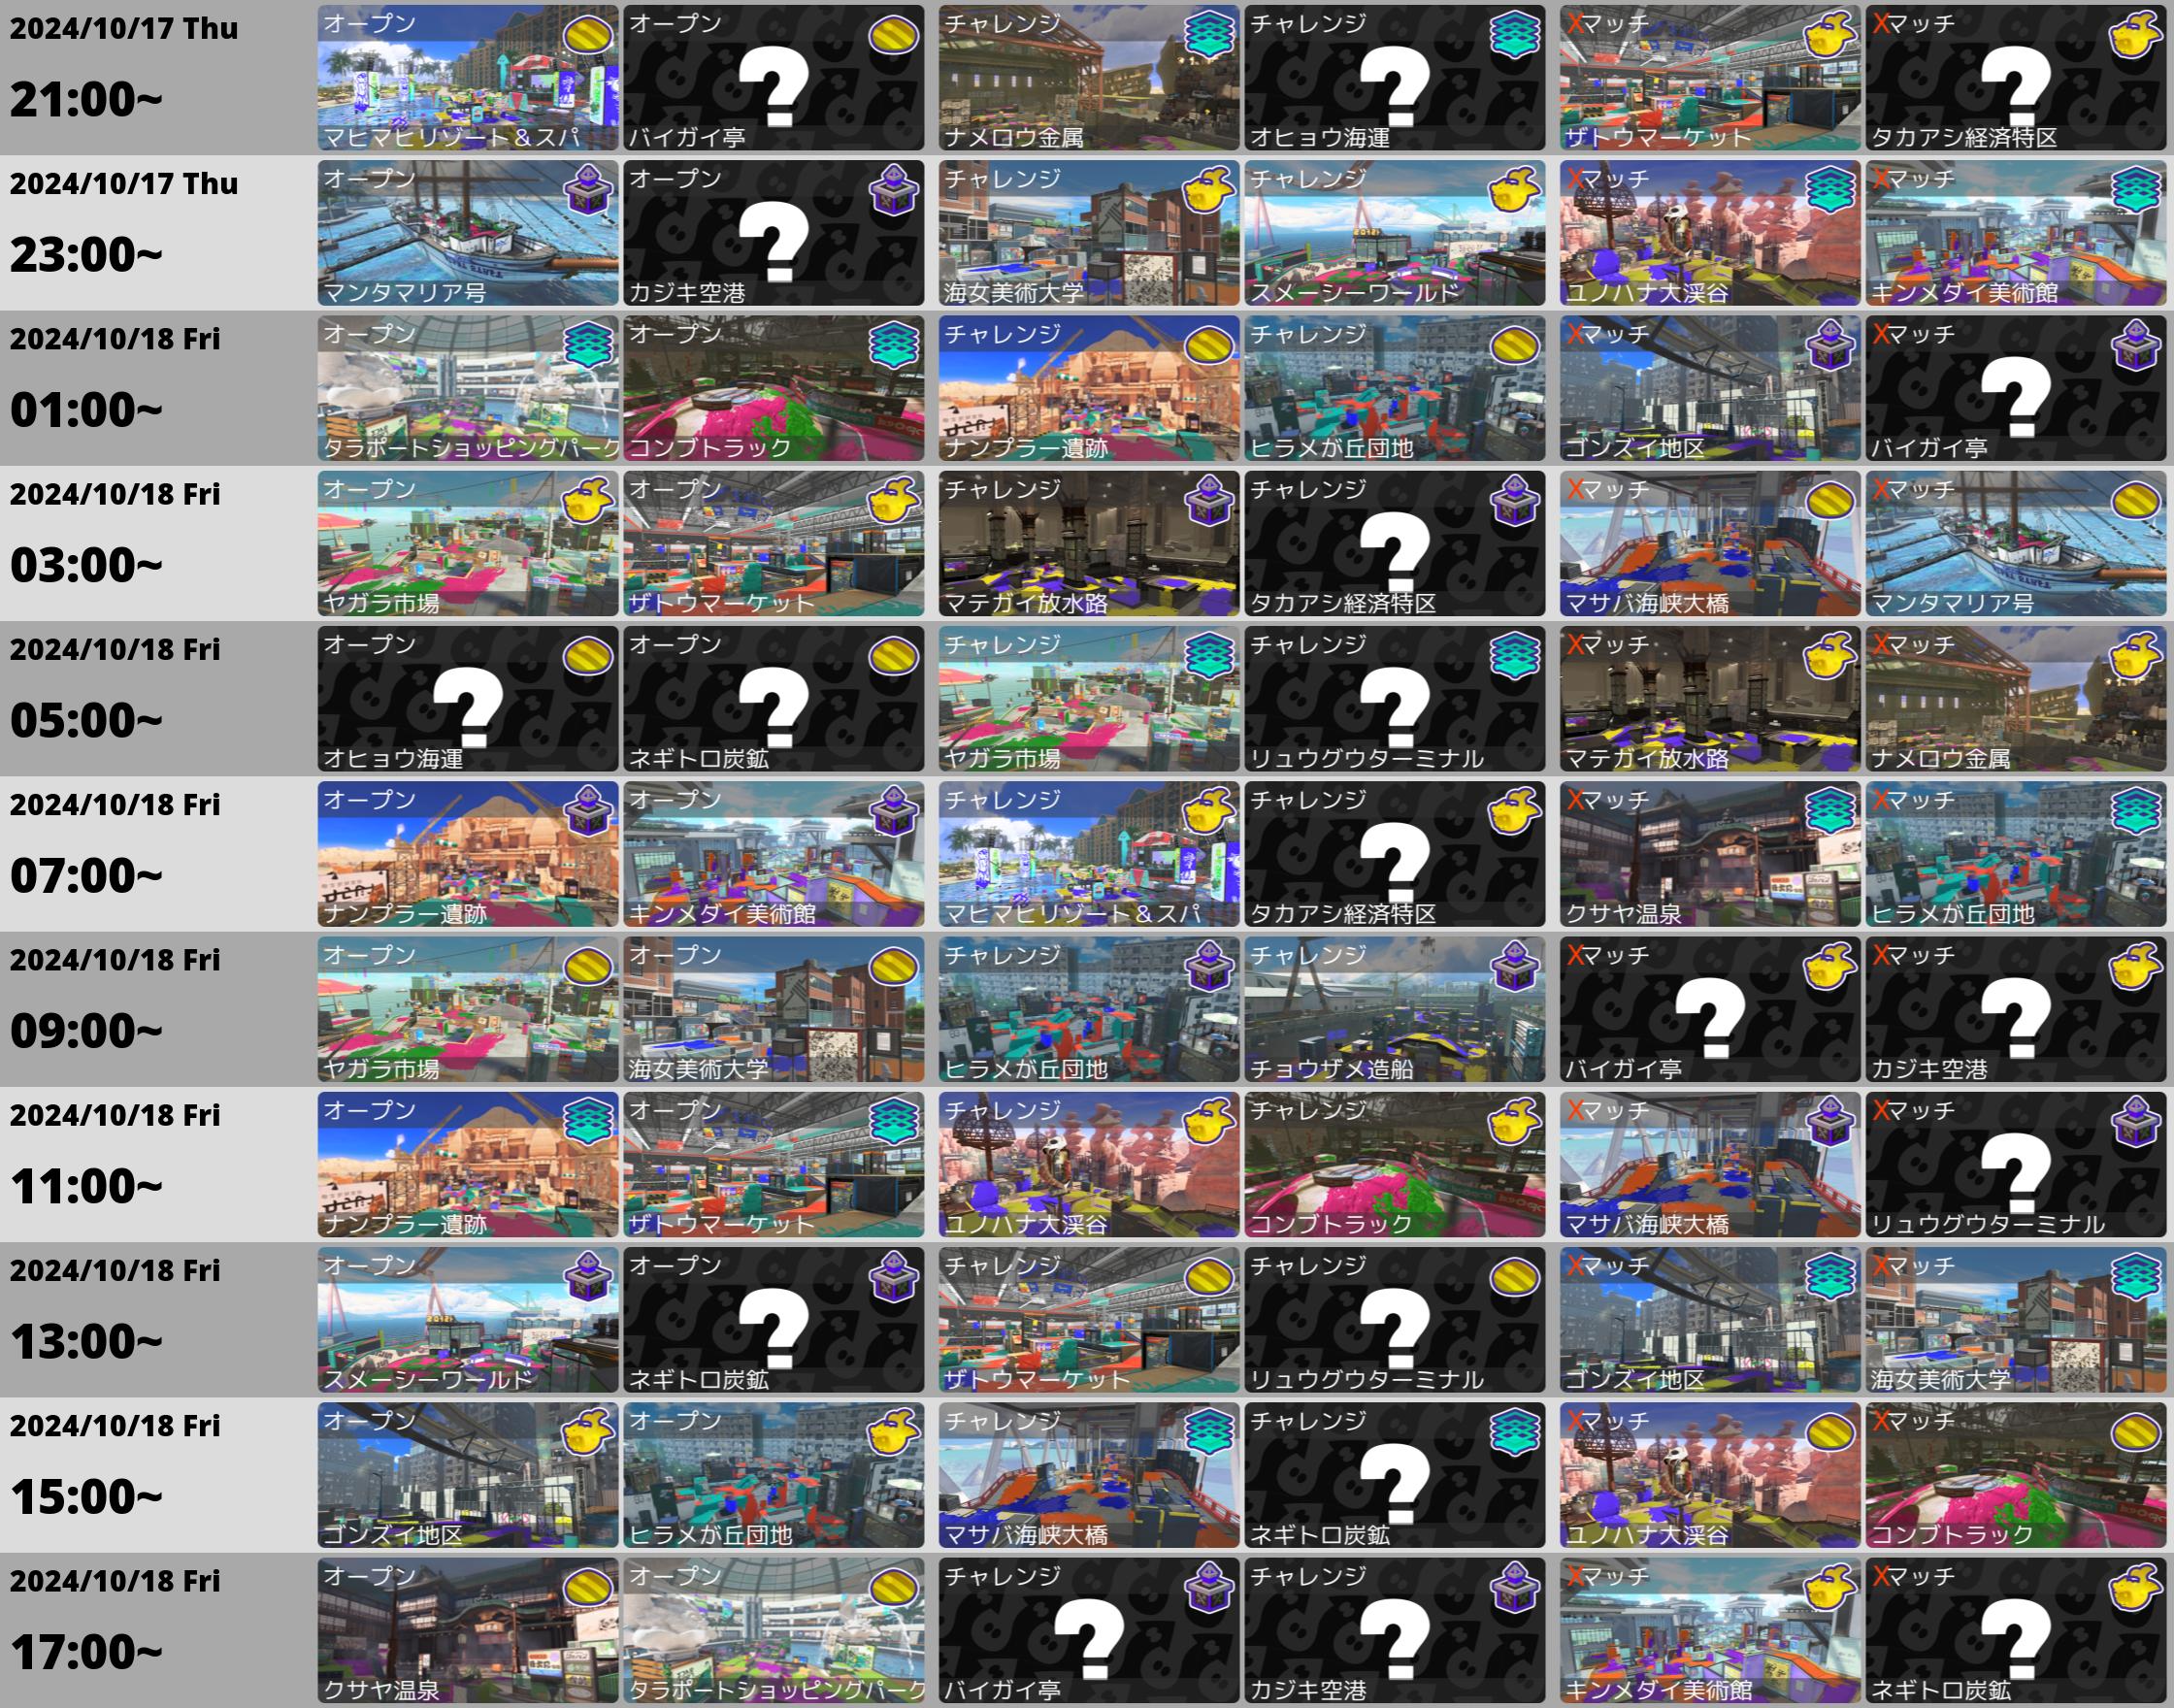 2024/10/17 Thu
21:00~
オープン
マヒマヒリゾート＆スパ
オープン
バイガイ亭
チャレンジ
ナメロウ金属
チャレンジ
オヒョウ海運
Xマッチ
ザトウマーケット
Xマッチ
タカアシ経済特区
2024/10/17 Thu
23:00~
オープン
マンタマリア号
オープン
カジキ空港
チャレンジ
海女美術大学
チャレンジ
スメーシーワールド
Xマッチ
ユノハナ大渓谷
Xマッチ
キンメダイ美術館
2024/10/18 Fri
01:00~
オープン
タラポートショッピングパーク
オープン
コンブトラック
チャレンジ
ナンプラー遺跡
チャレンジ
ヒラメが丘団地
Xマッチ
ゴンズイ地区
Xマッチ
バイガイ亭
2024/10/18 Fri
03:00~
オープン
ヤガラ市場
オープン
ザトウマーケット
チャレンジ
マテガイ放水路
チャレンジ
タカアシ経済特区
Xマッチ
マサバ海峡大橋
Xマッチ
マンタマリア号
2024/10/18 Fri
05:00~
オープン
オヒョウ海運
オープン
ネギトロ炭鉱
チャレンジ
ヤガラ市場
チャレンジ
リュウグウターミナル
Xマッチ
マテガイ放水路
Xマッチ
ナメロウ金属
2024/10/18 Fri
07:00~
オープン
ナンプラー遺跡
オープン
キンメダイ美術館
チャレンジ
マヒマヒリゾート＆スパ
チャレンジ
タカアシ経済特区
Xマッチ
クサヤ温泉
Xマッチ
ヒラメが丘団地
2024/10/18 Fri
09:00~
オープン
ヤガラ市場
オープン
海女美術大学
チャレンジ
ヒラメが丘団地
チャレンジ
チョウザメ造船
Xマッチ
バイガイ亭
Xマッチ
カジキ空港
2024/10/18 Fri
11:00~
オープン
ナンプラー遺跡
オープン
ザトウマーケット
チャレンジ
ユノハナ大渓谷
チャレンジ
コンブトラック
Xマッチ
マサバ海峡大橋
Xマッチ
リュウグウターミナル
2024/10/18 Fri
13:00~
オープン
スメーシーワールド
オープン
ネギトロ炭鉱
チャレンジ
ザトウマーケット
チャレンジ
リュウグウターミナル
Xマッチ
ゴンズイ地区
Xマッチ
海女美術大学
2024/10/18 Fri
15:00~
オープン
ゴンズイ地区
オープン
ヒラメが丘団地
チャレンジ
マサバ海峡大橋
チャレンジ
ネギトロ炭鉱
Xマッチ
ユノハナ大渓谷
Xマッチ
コンブトラック
2024/10/18 Fri
17:00~
オープン
クサヤ温泉
オープン
タラポートショッピングパーク
チャレンジ
バイガイ亭
チャレンジ
カジキ空港
Xマッチ
キンメダイ美術館
Xマッチ
ネギトロ炭鉱